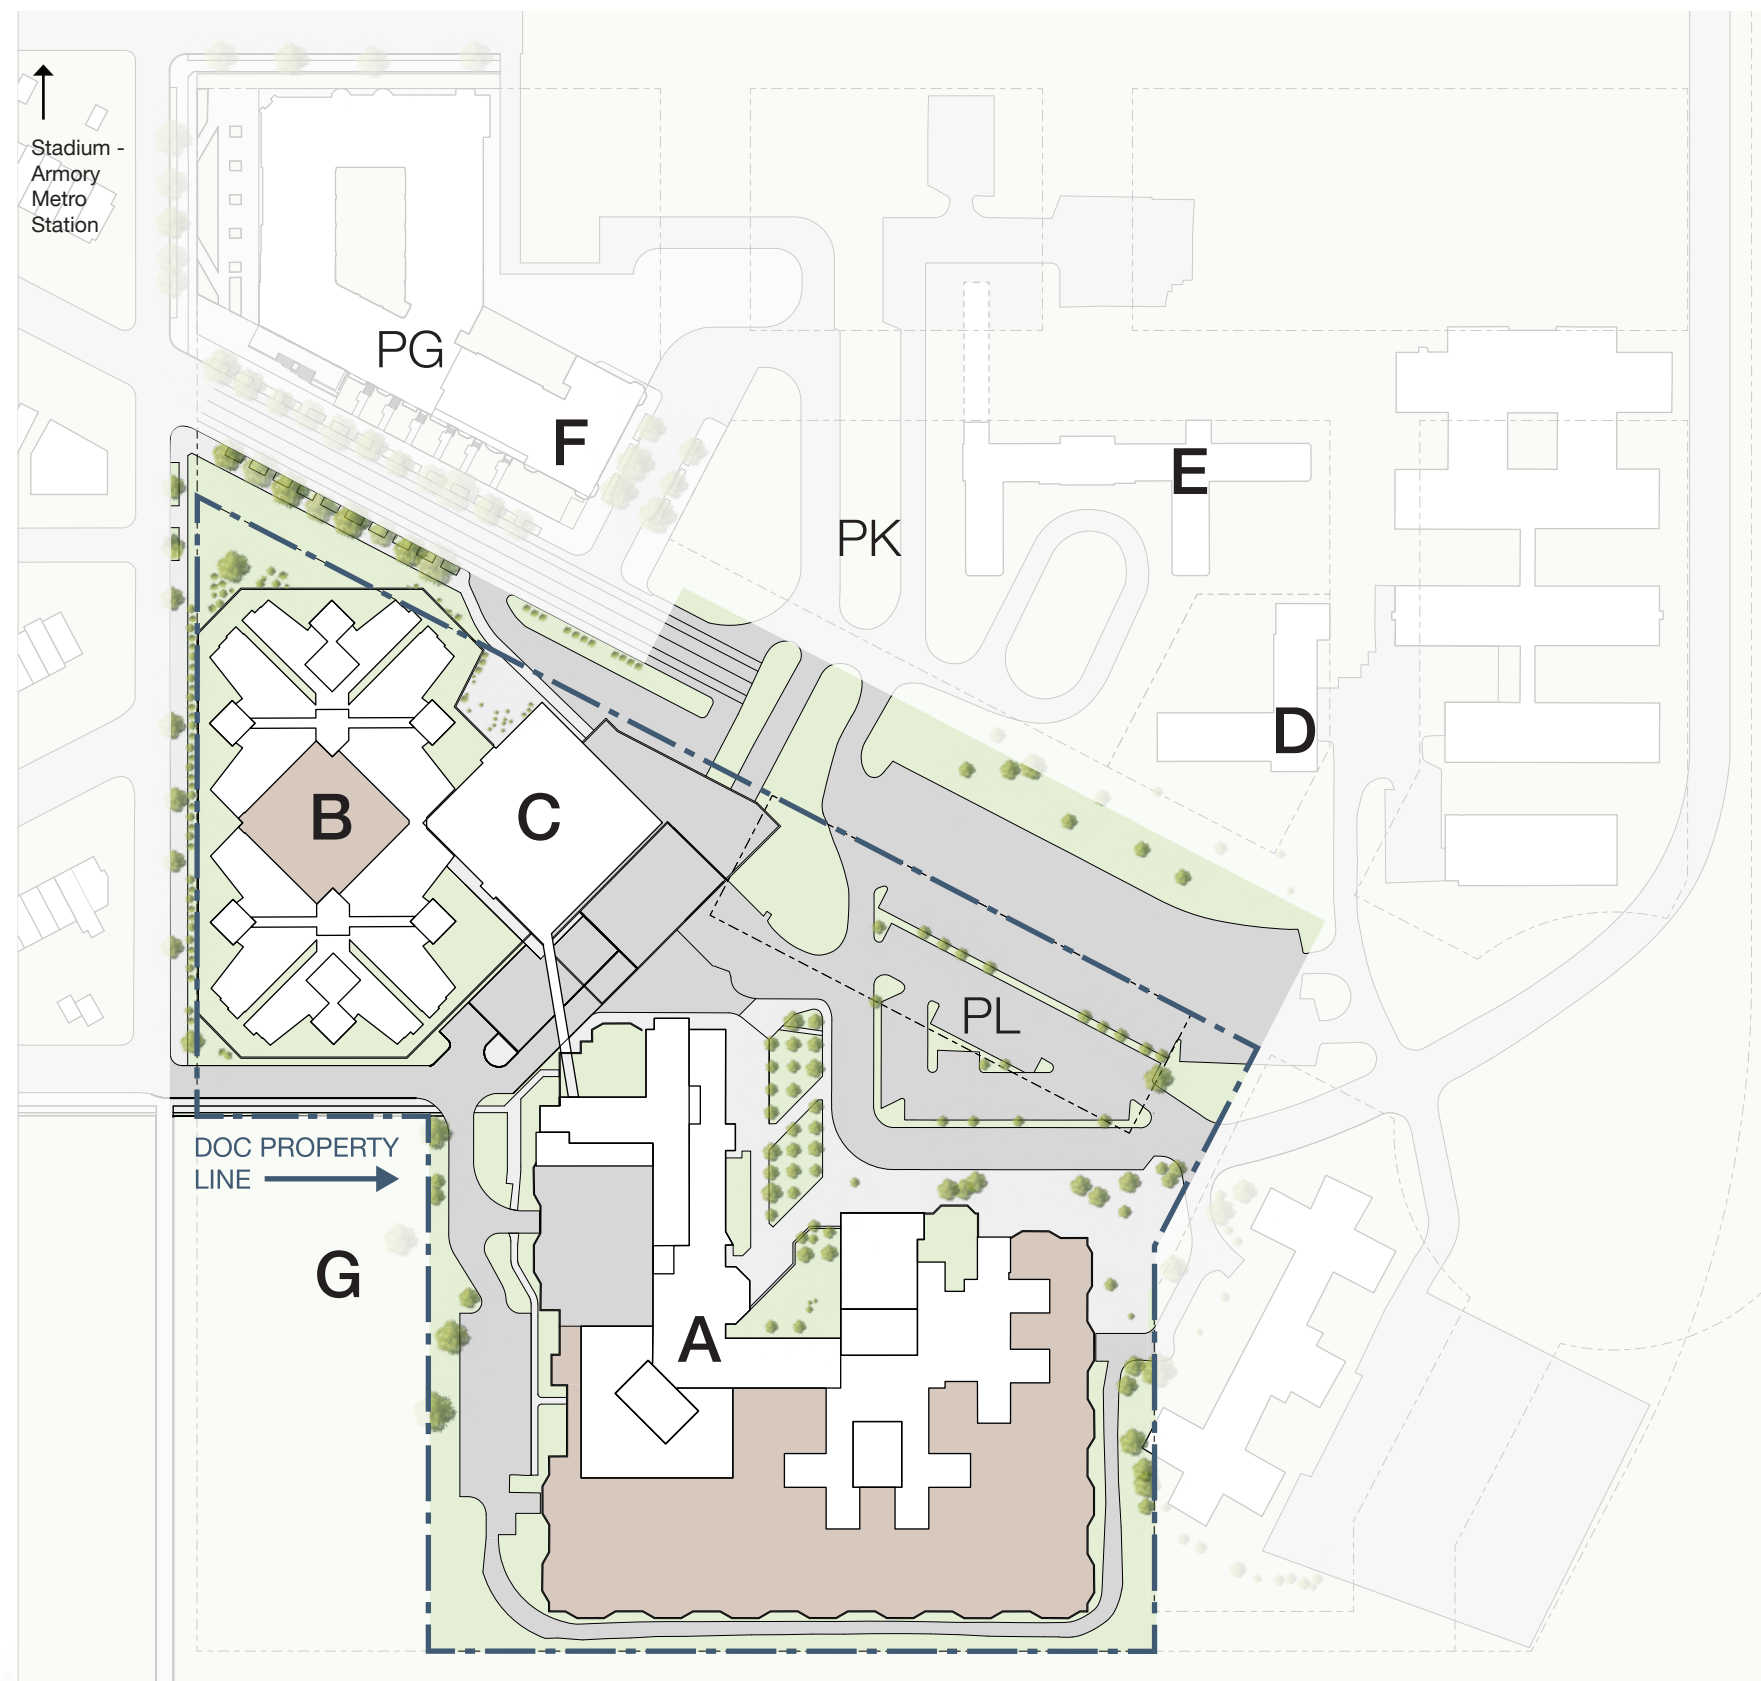 Stadium -
Armory
Metro
Station
PG
F
E
PK
D
B
C
PL
DOC PROPERTY
LINE
G
A